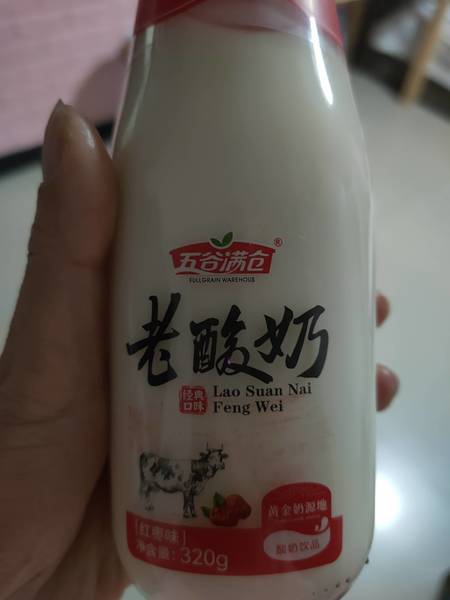 五谷满仓®
FULLGRAIN WAREHOUS
老酸奶
经典
口味
Lao Suan Nai
Feng Wei
黄金奶源地
酸奶饮品
[红枣味]
净含量: 320g